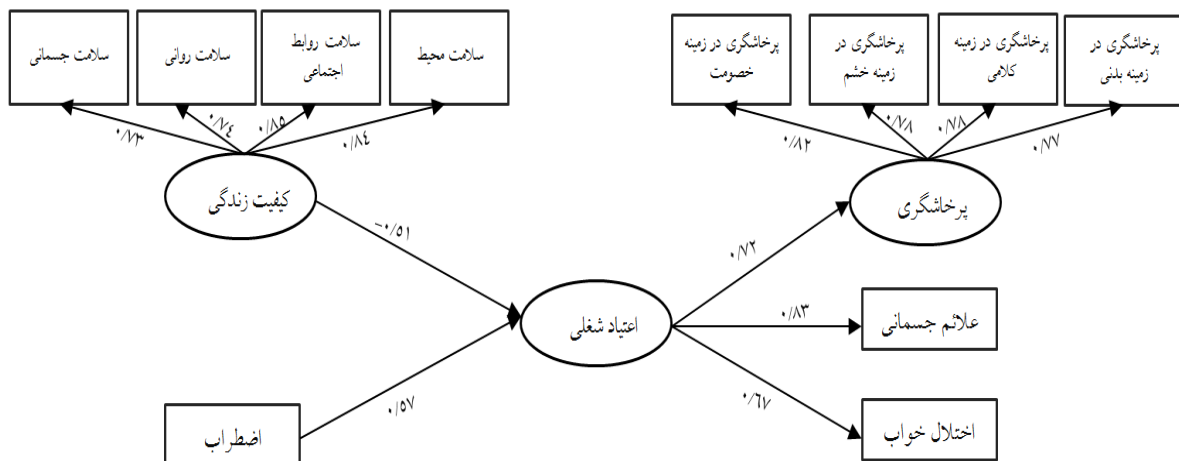 پرخاشگری در
زمینه بدنی
پرخاشگری در زمینه
کلامی
پرخاشگری در
زمینه خشم
پرخاشگری در زمینه
خصومت
سلامت محیط
سلامت روابط
اجتماعی
سلامت روانی
سلامت جسمانی
۰/۷۷
۰/۷۸
۰/۷۸
۰/۸۲
۰/۸٤
۰/۸۵
۰/۷٤
۰/۷۳
پرخاشگری
کیفیت زندگی
-۰/۵۱
۰/۷۲
اعتیاد شغلی
۰/۸۳
علائم جسمانی
۰/۵۷
۰/٦۷
اضطراب
اختلال خواب